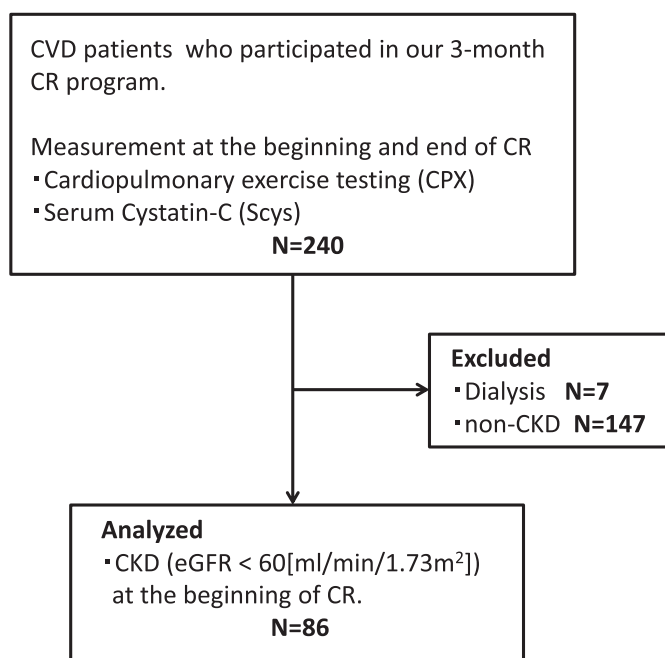 CVD patients who participated in our 3-month
CR program.
Measurement at the beginning and end of CR
・Cardiopulmonary exercise testing (CPX)
・Serum Cystatin-C (Scys)
N=240
Excluded
・Dialysis N=7
・non-CKD N=147
Analyzed
・CKD (eGFR < 60[ml/min/1.73m²])
at the beginning of CR.
N=86